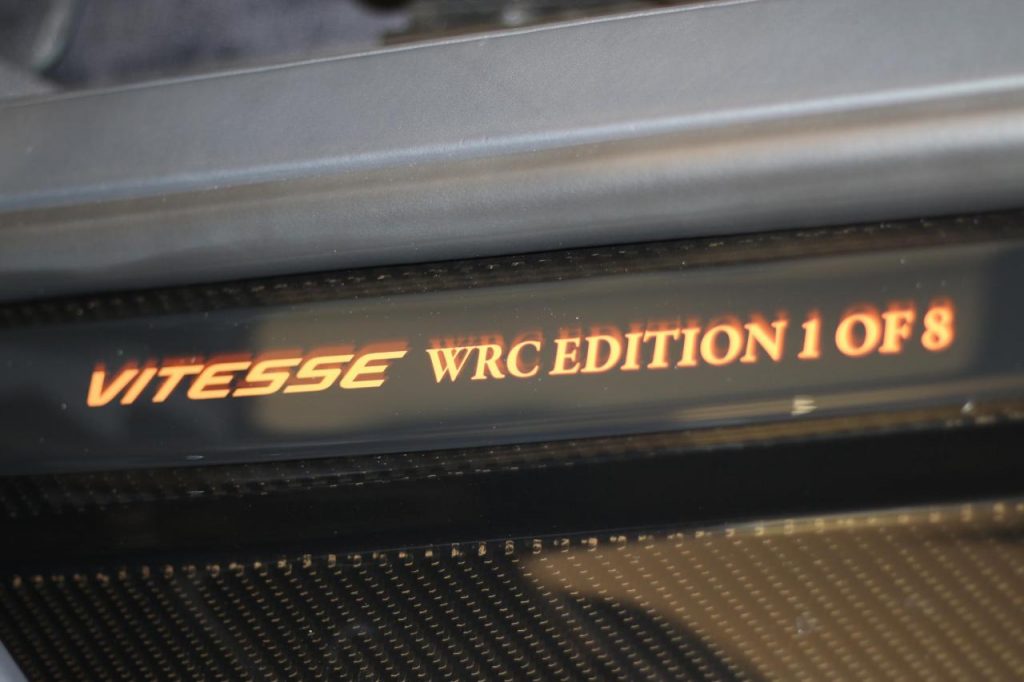 VITESSE WRC EDITION 1 OF 8